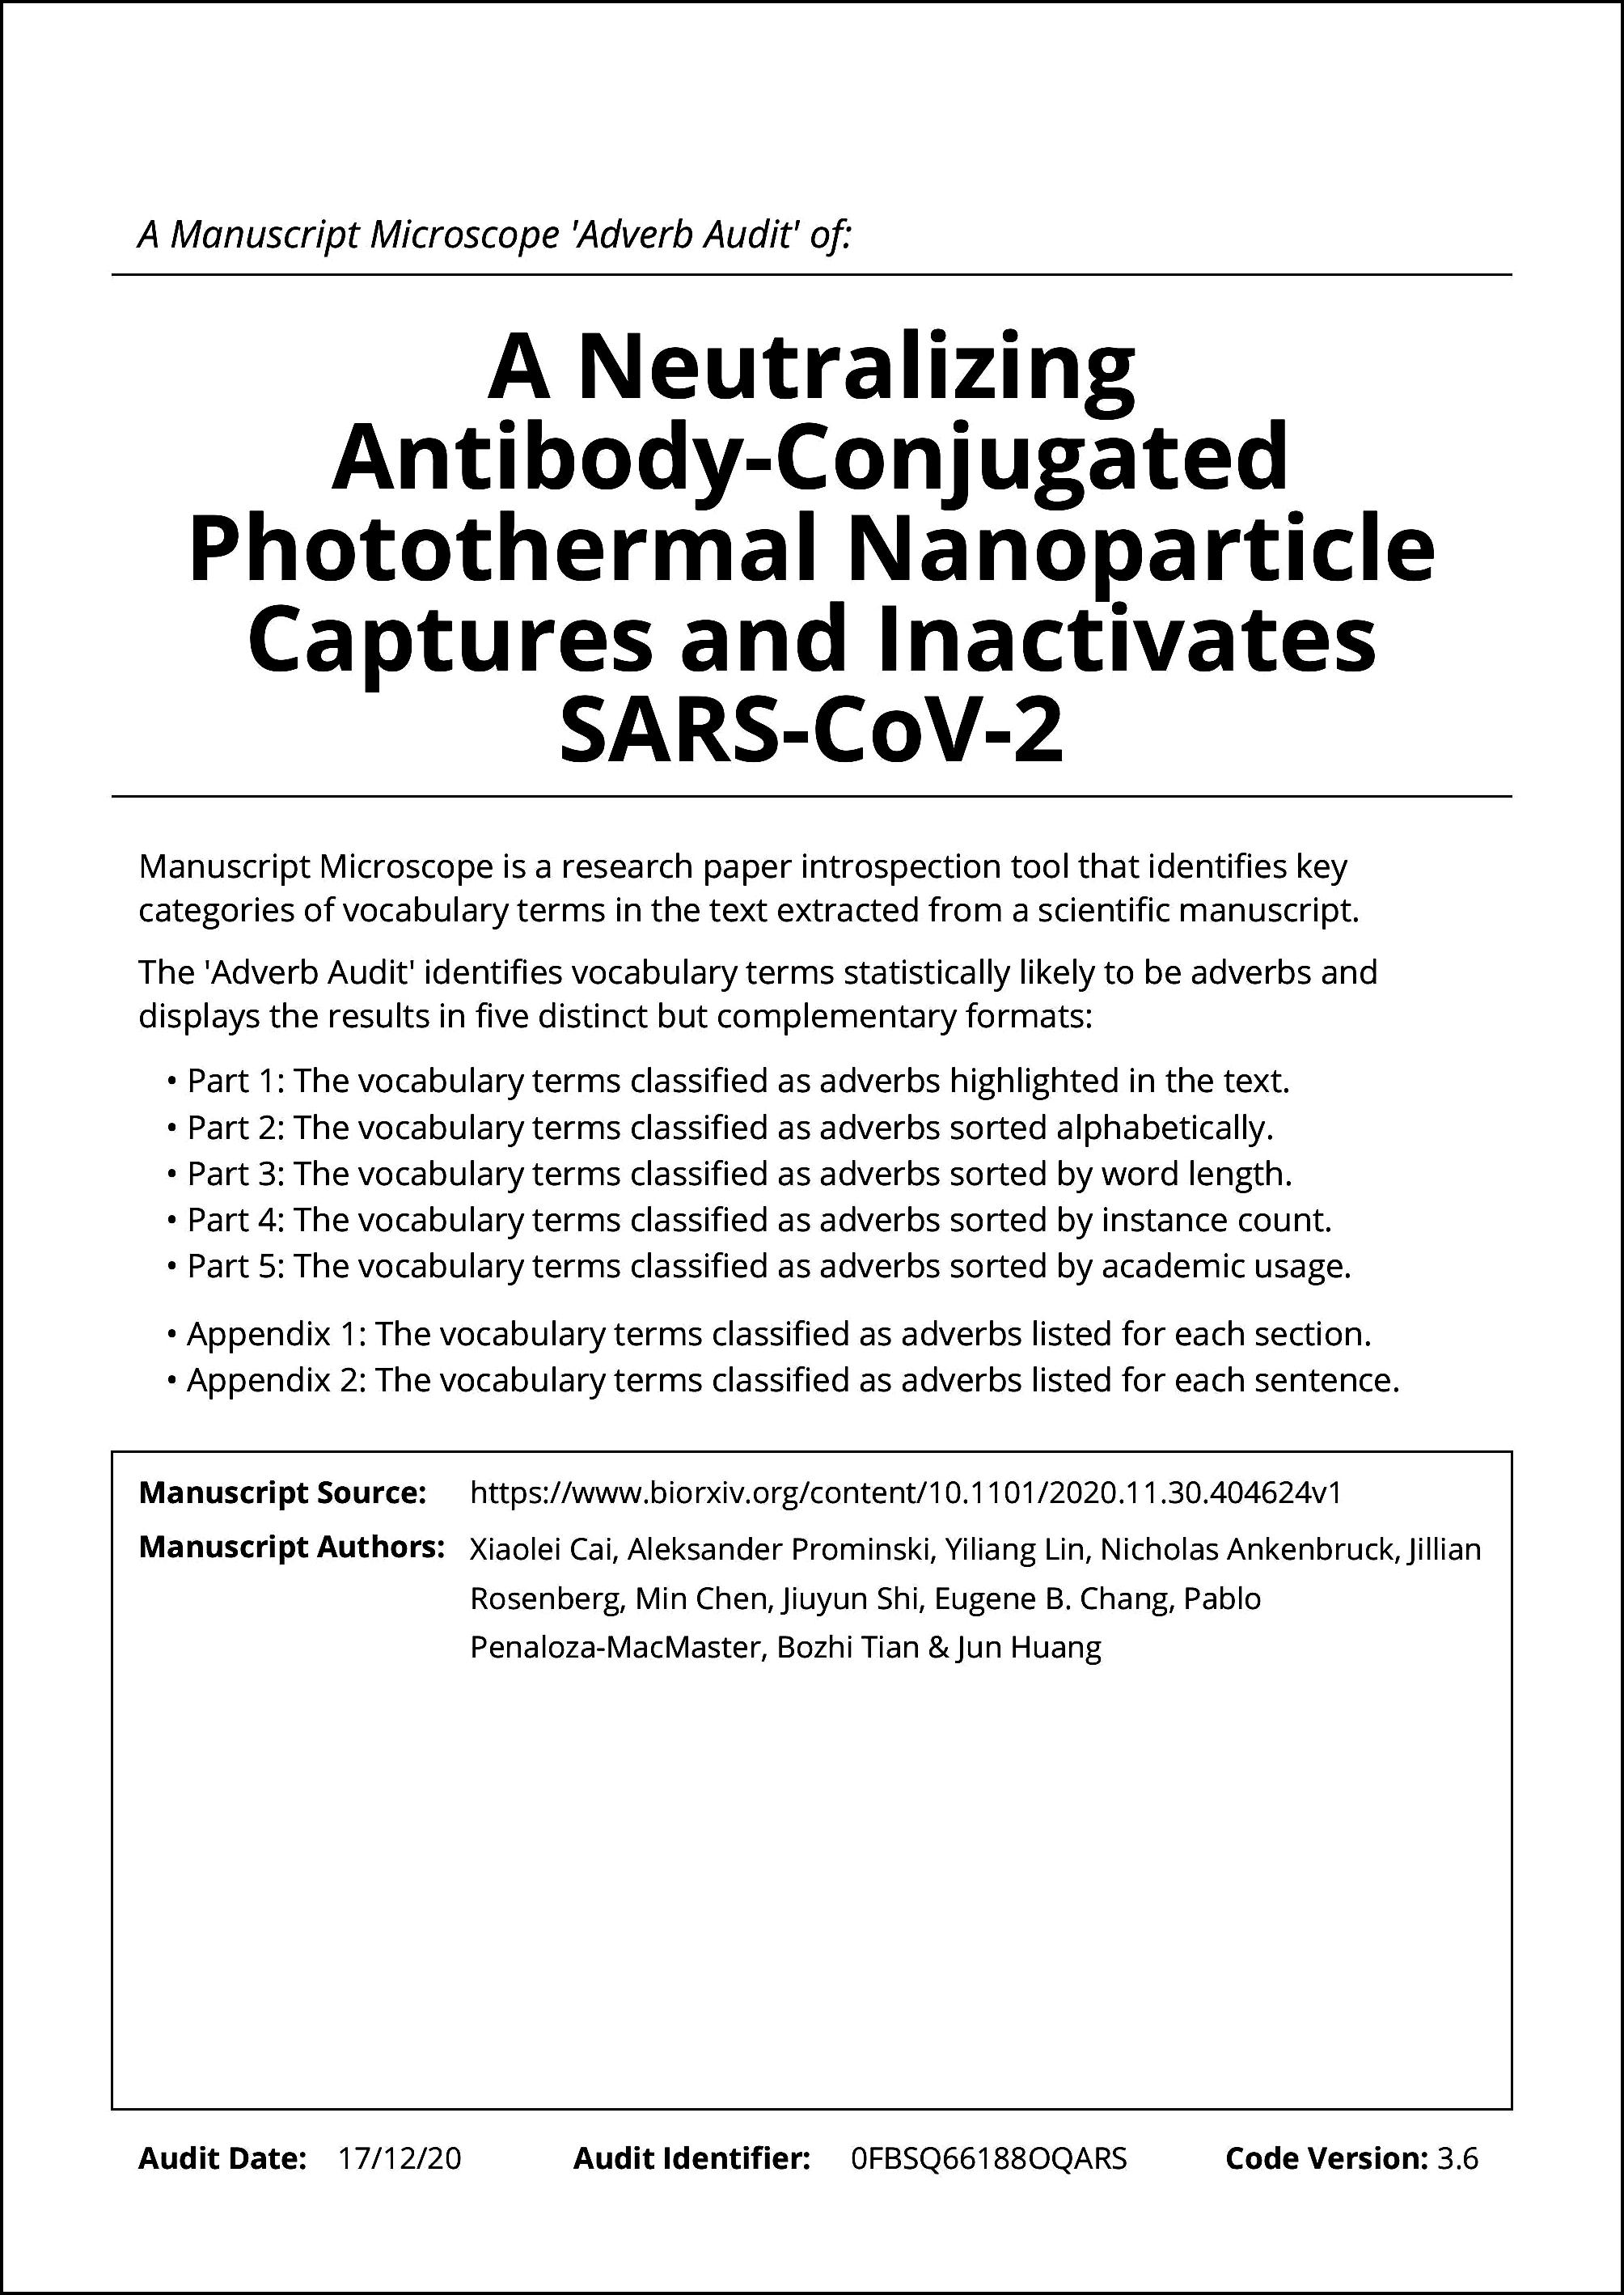 A Manuscript Microscope 'Adverb Audit' of:
A Neutralizing
Antibody-Conjugated
Photothermal Nanoparticle
Captures and Inactivates
SARS-CoV-2
Manuscript Microscope is a research paper introspection tool that identifies key
categories of vocabulary terms in the text extracted from a scientific manuscript.
The 'Adverb Audit' identifies vocabulary terms statistically likely to be adverbs and
displays the results in five distinct but complementary formats:
• Part 1: The vocabulary terms classified as adverbs highlighted in the text.
• Part 2: The vocabulary terms classified as adverbs sorted alphabetically.
• Part 3: The vocabulary terms classified as adverbs sorted by word length.
• Part 4: The vocabulary terms classified as adverbs sorted by instance count.
• Part 5: The vocabulary terms classified as adverbs sorted by academic usage.
• Appendix 1: The vocabulary terms classified as adverbs listed for each section.
• Appendix 2: The vocabulary terms classified as adverbs listed for each sentence.
Manuscript Source: https://www.biorxiv.org/content/10.1101/2020.11.30.404624v1
Manuscript Authors: Xiaolei Cai, Aleksander Prominski, Yiliang Lin, Nicholas Ankenbruck, Jillian
Rosenberg, Min Chen, Jiuyun Shi, Eugene B. Chang, Pablo
Penaloza-MacMaster, Bozhi Tian & Jun Huang
Audit Date: 17/12/20 Audit Identifier: 0FBSQ66188OQARS Code Version: 3.6